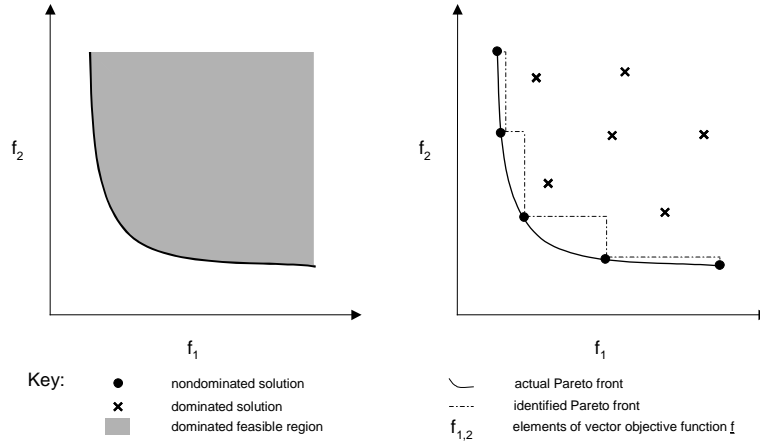 f2
f1
f2
f1
Key:
nondominated solution
dominated solution
dominated feasible region
actual Pareto front
identified Pareto front
f1,2 elements of vector objective function f